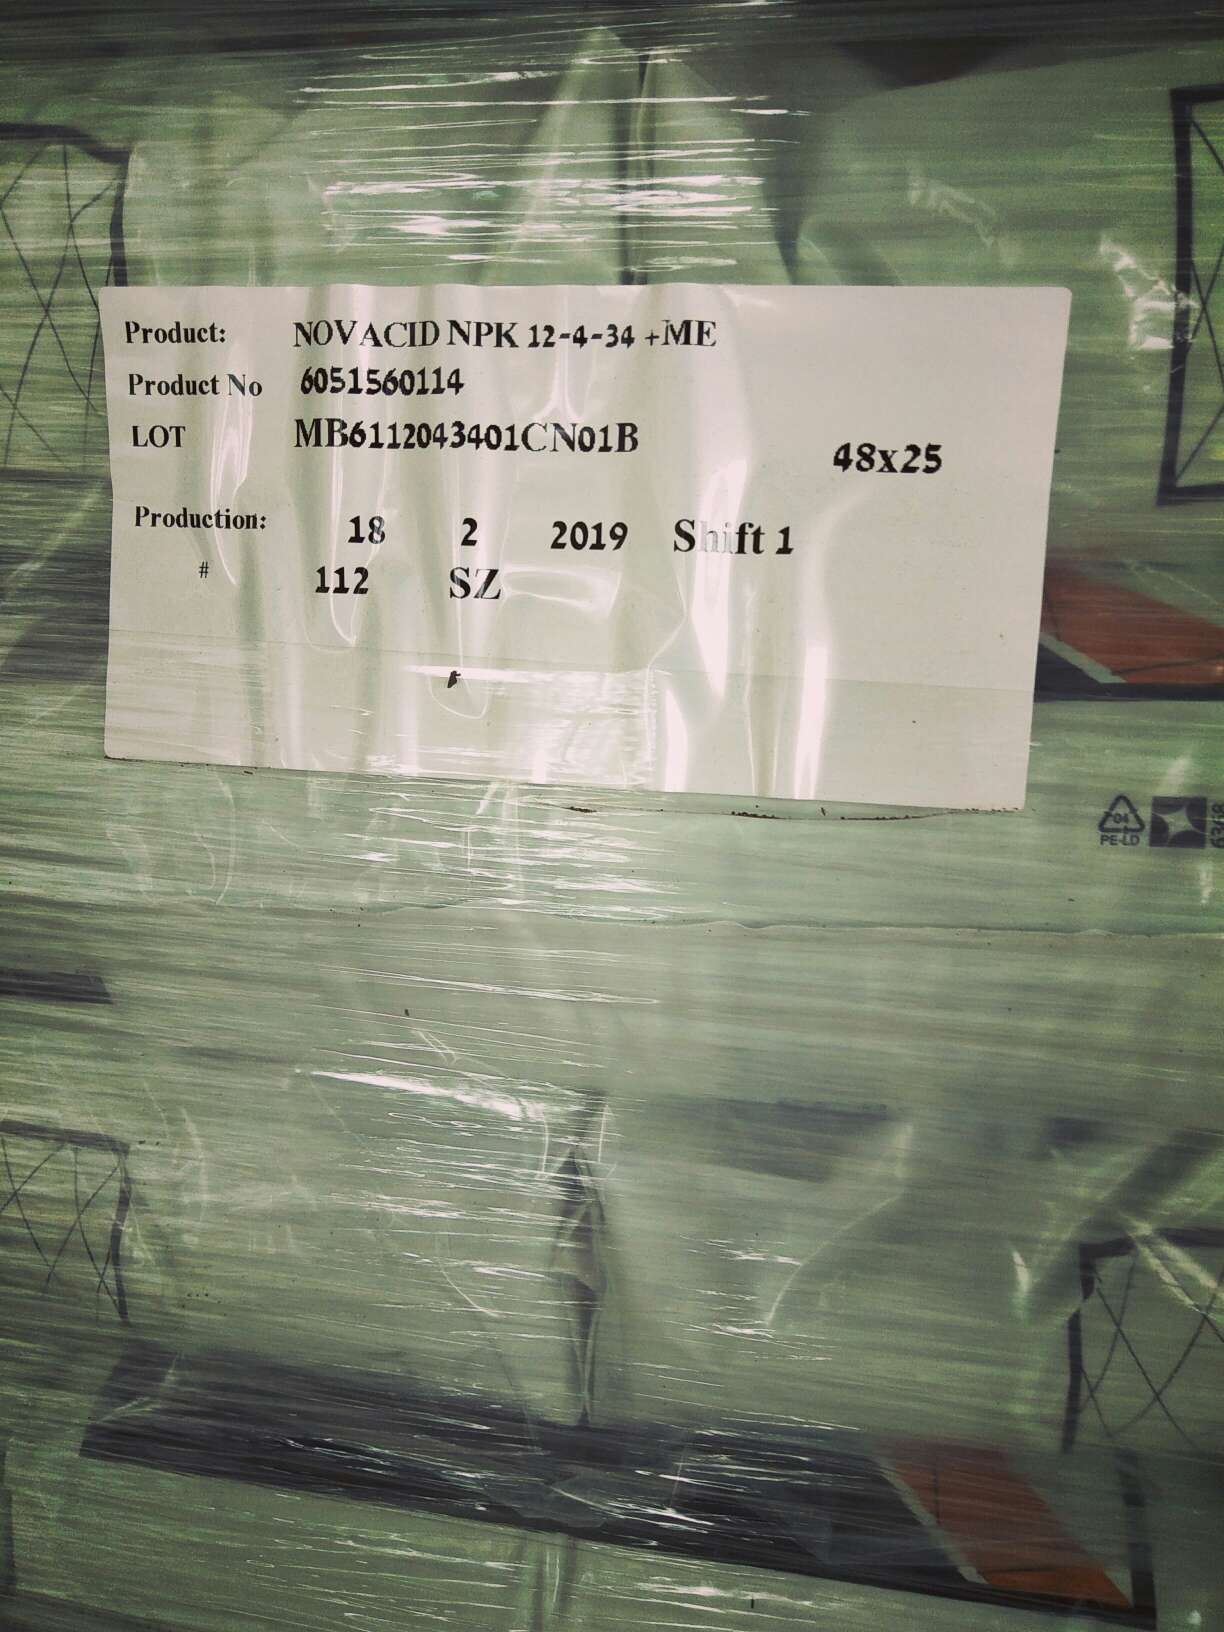 Product: NOVACID NPK 12-4-34 +ME
Product No 6051560114
LOT MB6112043401CN01B
48x25
Production: 18 2 2019 Shift 1
# 112 SZ
04
PE-LD